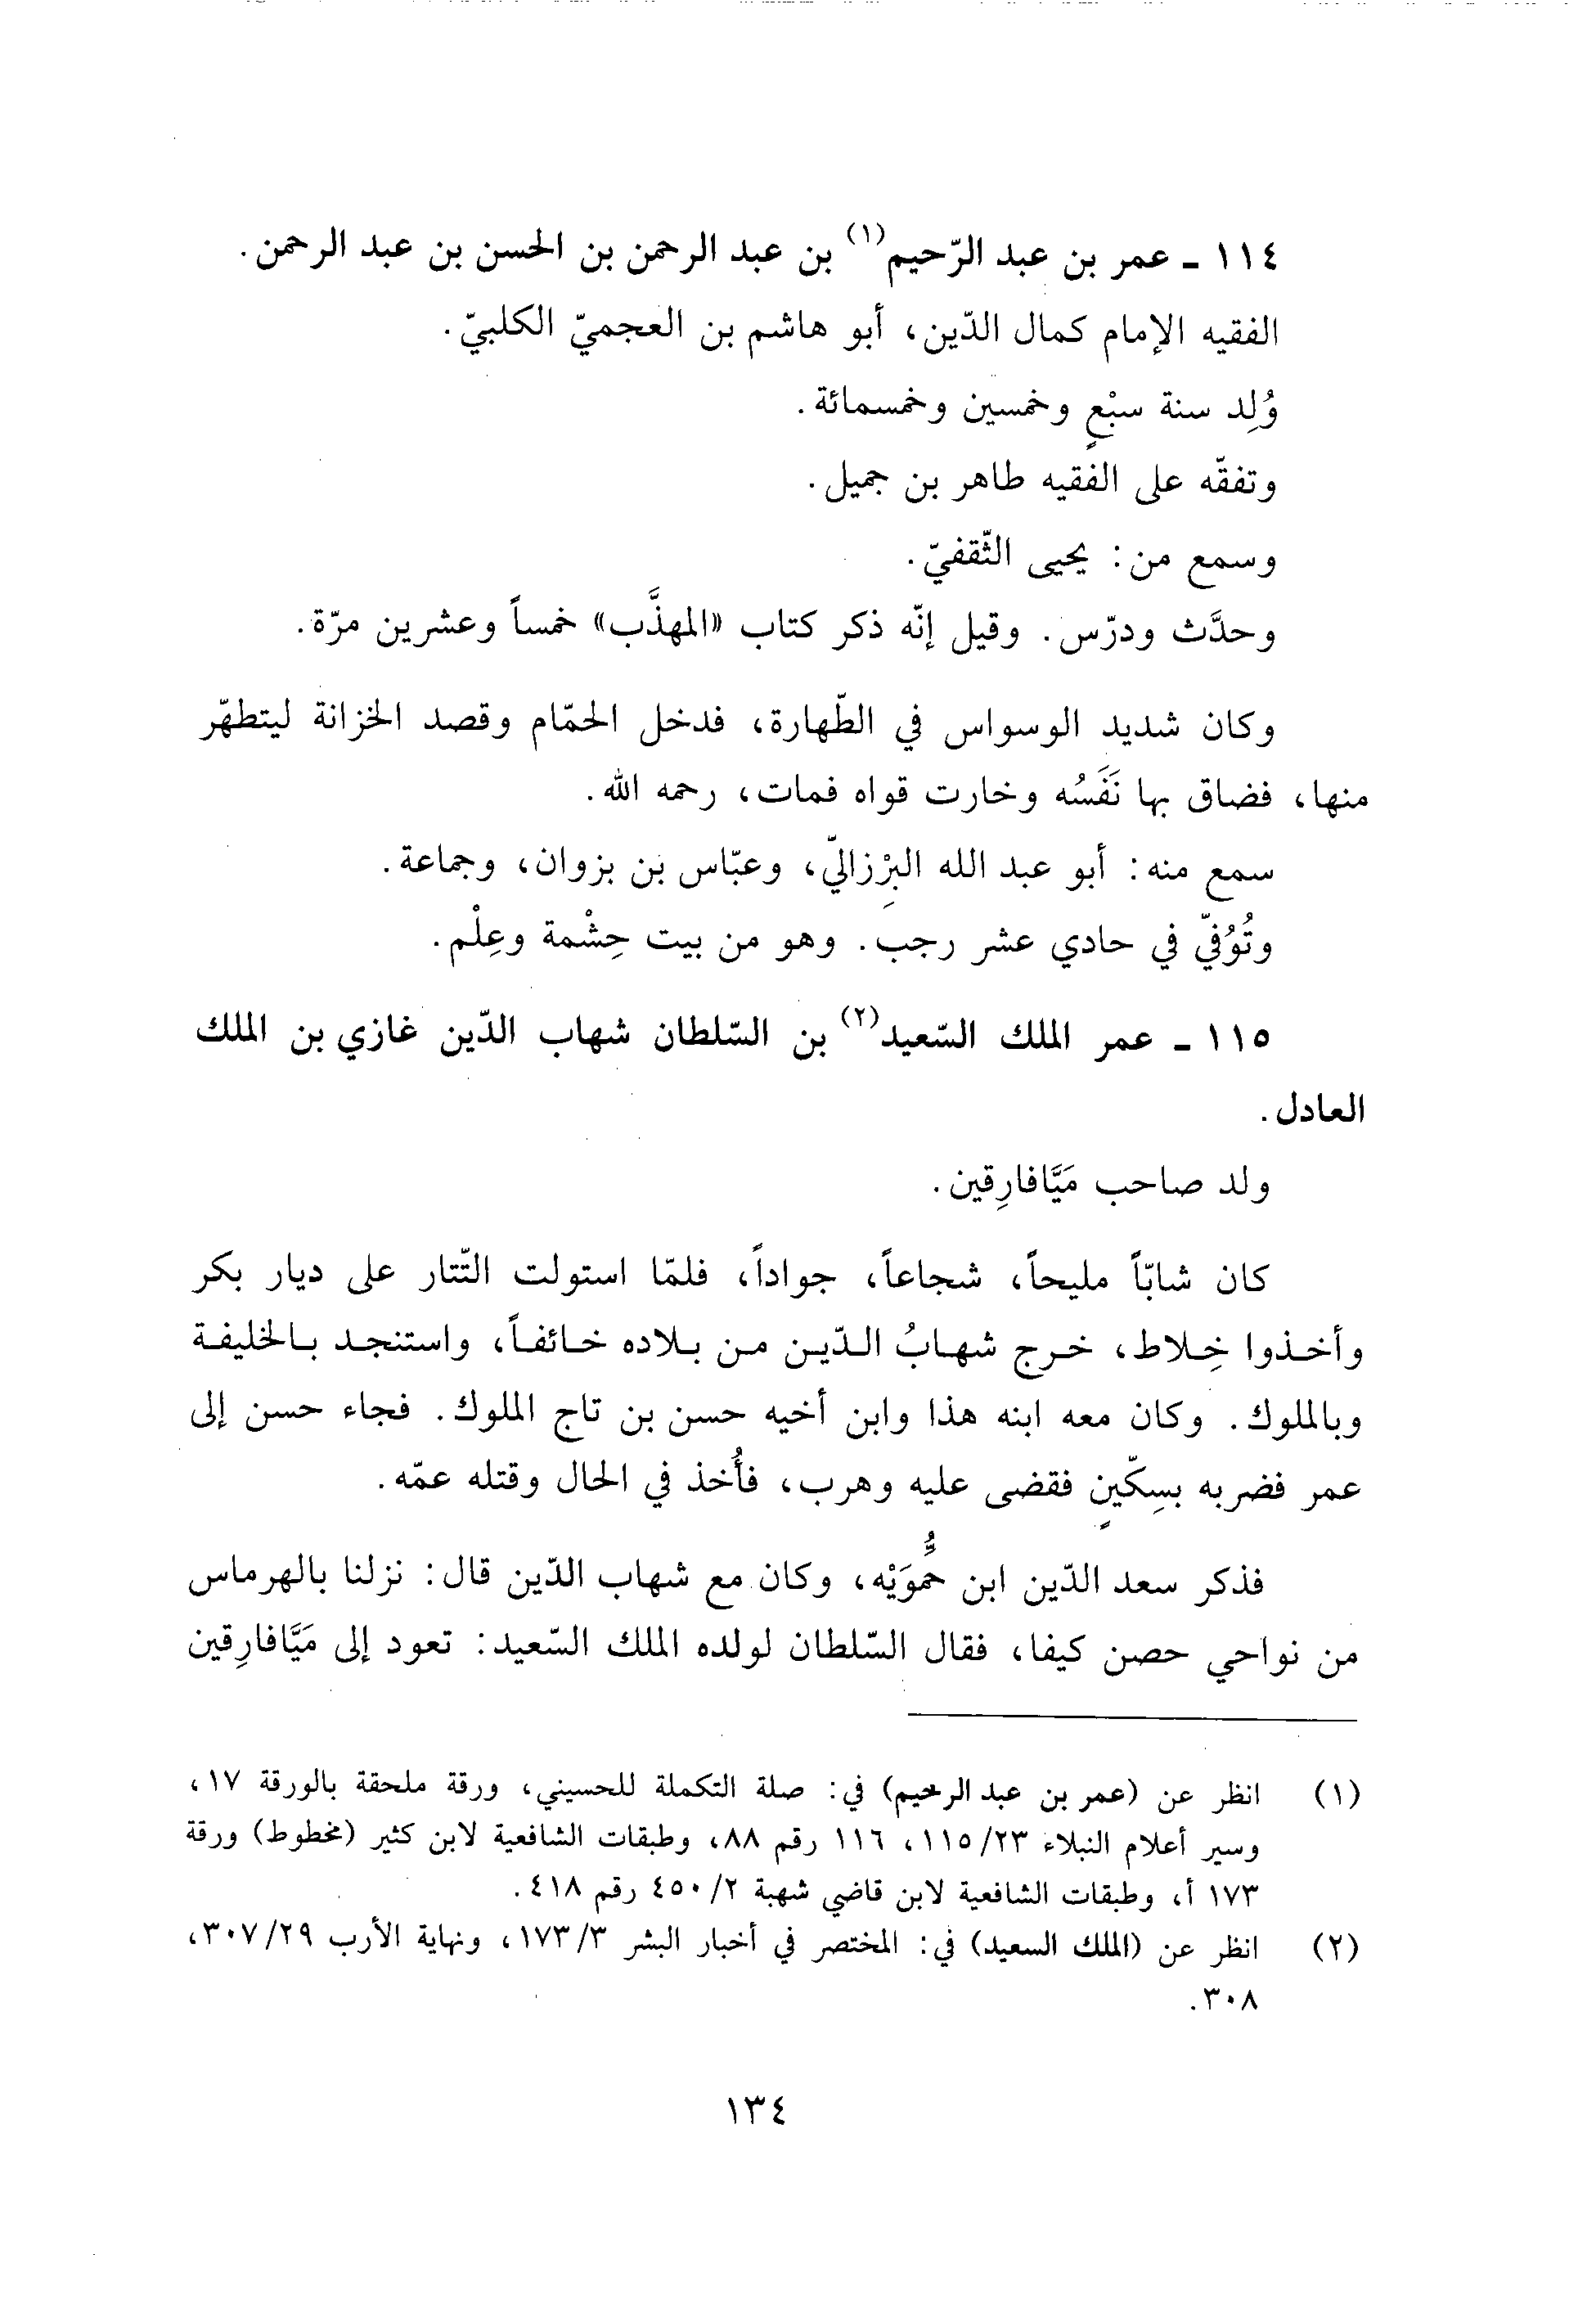 ١١٤ ـ عمر بن عبد الرّحيم(١) بن عبد الرحمن بن الحسن بن عبد الرحمن.
الفقيه الإمام كمال الدّين، أبو هاشم بن العجميّ الكلبيّ.
وُلِد سنة سبْعٍ وخمسين وخمسمائة.
وتفقّه على الفقيه طاهر بن جميل.
وسمع من: يحيى الثّقفيّ.
وحدَّث ودرّس. وقيل إنّه ذكر كتاب «المهذَّب» خمساً وعشرين مرّة.
وكان شديد الوسواس في الطّهارة، فدخل الحمّام وقصد الخزانة ليتطهّر
منها، فضاق بها نَفَسُه وخارت قواه فمات، رحمه الله.
سمع منه: أبو عبد الله البِرْزاليّ، وعبّاس بن بزوان، وجماعة.
وتُوُفيّ في حادي عشر رجب. وهو من بيت حِشْمة وعِلْم.
١١٥ ـ عمر الملك السّعيد(٢) بن السّلطان شهاب الدّين غازي بن الملك
العادل.
ولد صاحب مَيَّافارِقين.
كان شابّاً مليحاً، شجاعاً، جواداً، فلمّا استولت التّتار على ديار بكر
وأخذوا خِلاط، خرج شهابُ الدّين من بلاده خائفاً، واستنجد بالخليفة
وبالملوك. وكان معه ابنه هذا وابن أخيه حسن بن تاج الملوك. فجاء حسن إلى
عمر فضربه بسِكّينٍ فقضى عليه وهرب، فأُخذ في الحال وقتله عمّه.
فذكر سعد الدّين ابن حمُّوَيْه، وكان مع شهاب الدّين قال: نزلنا بالهرماس
من نواحي حصن كيفا، فقال السّلطان لولده الملك السّعيد: تعود إلى مَيَّافارِقين
(١) انظر عن (عمر بن عبد الرحيم) في: صلة التكملة للحسيني، ورقة ملحقة بالورقة ١٧،
وسير أعلام النبلاء ١١٥/٢٣، ١١٦ رقم ٨٨، وطبقات الشافعية لابن كثير (مخطوط) ورقة
١٧٣ أ، وطبقات الشافعية لابن قاضي شهبة ٤٥٠/٢ رقم ٤١٨.
(٢) انظر عن (الملك السعيد) في: المختصر في أخبار البشر ١٧٣/٣، ونهاية الأرب ٣٠٧/٢٩،
٣٠٨.
١٣٤